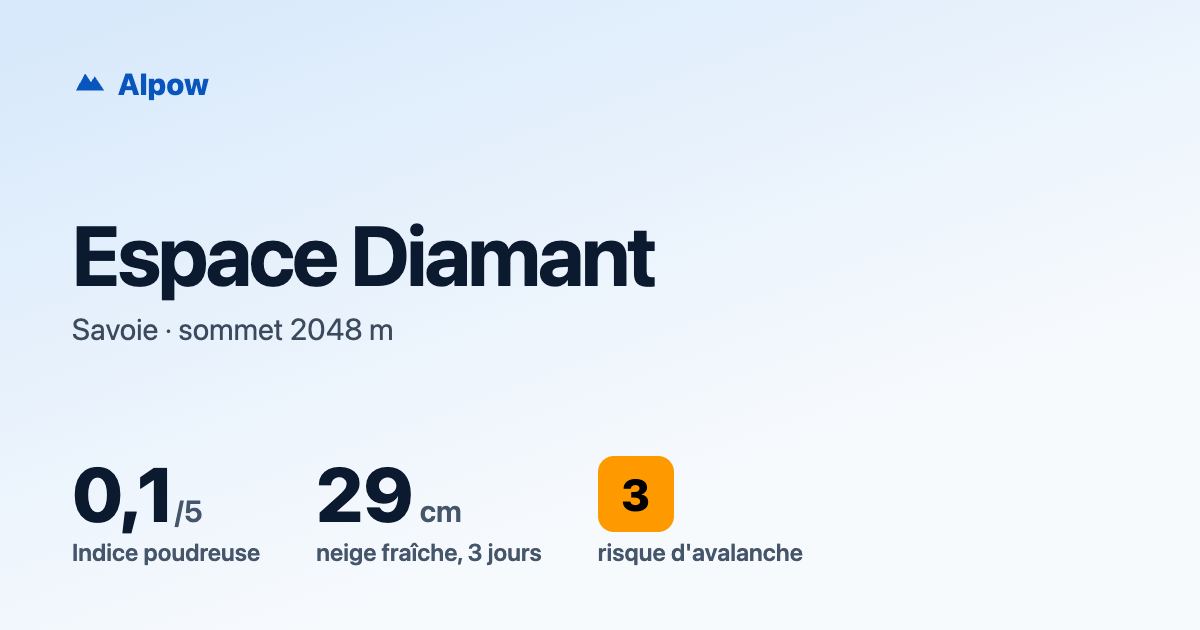 Alpow
Espace Diamant
Savoie · sommet 2048 m
0,1/5
Indice poudreuse
29 cm
neige fraîche, 3 jours
3
risque d'avalanche